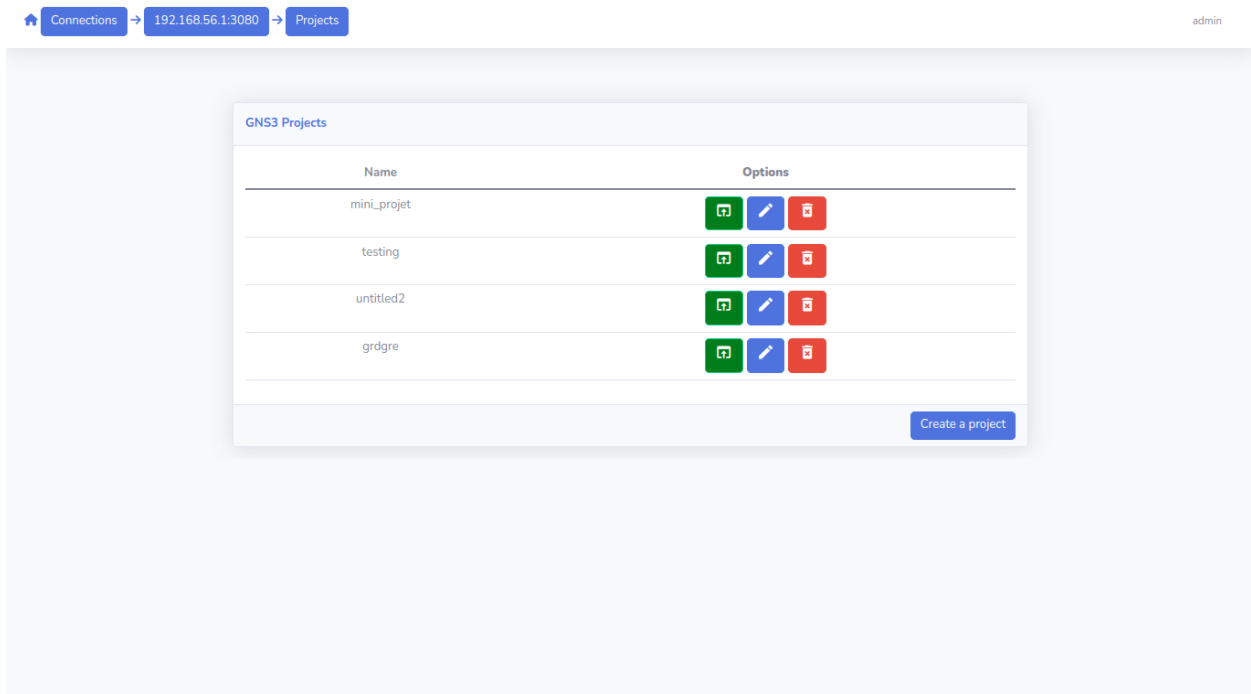 Connections → 192.168.56.1:3080 → Projects admin
GNS3 Projects
Name Options
mini_projet
testing
untitled2
grdgre
Create a project